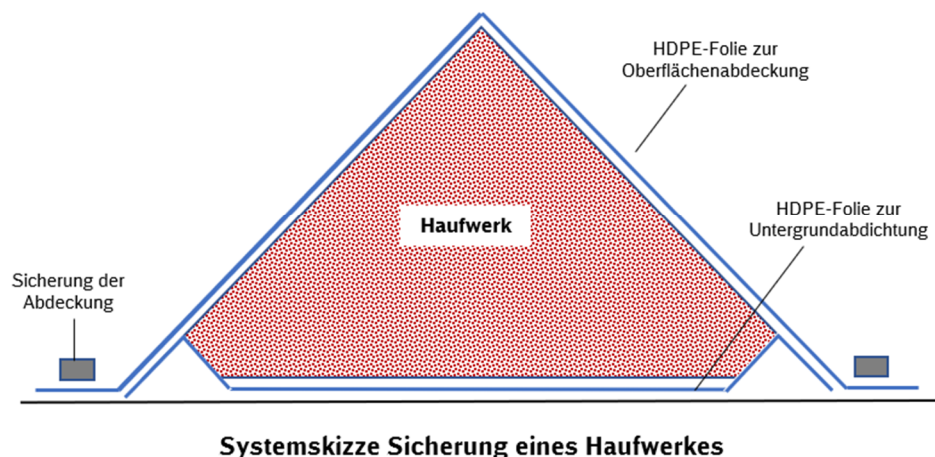 HDPE-Folie zur
Oberflächenabdeckung
HDPE-Folie zur
Untergrundabdichtung
Haufwerk
Sicherung der
Abdeckung
Systemskizze Sicherung eines Haufwerkes